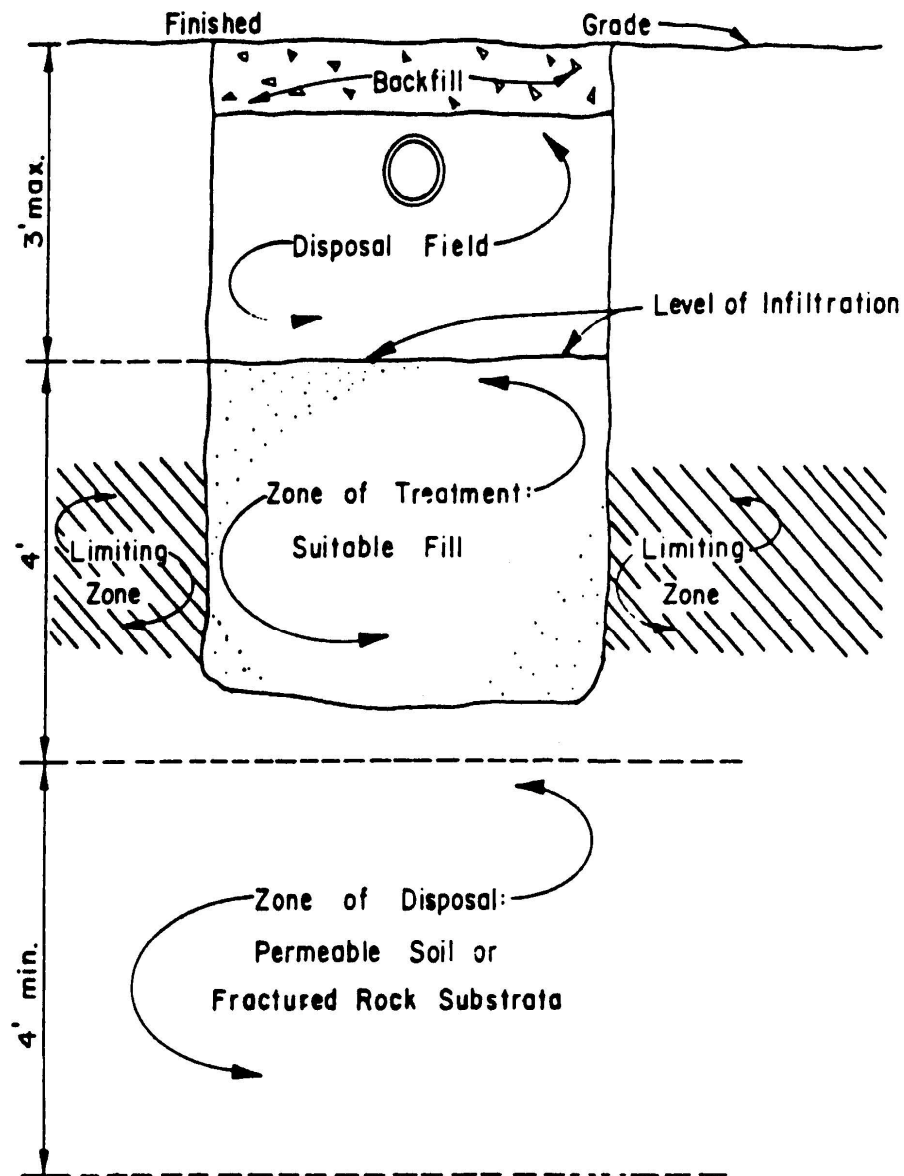 Finished
Grade
Backfill
3' max.
Disposal Field
Level of Infiltration
4'
Zone of Treatment:
Suitable Fill
Limiting
Zone
Limiting
Zone
4' min.
Zone of Disposal:
Permeable Soil or
Fractured Rock Substrata